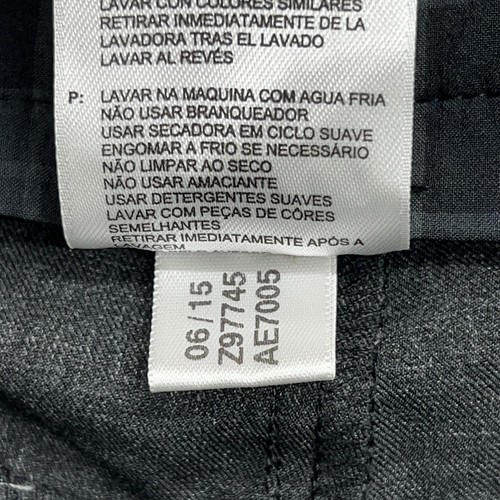 LAVAR CON COLORES SIMILARES
RETIRAR INMEDIATAMENTE DE LA
LAVADORA TRAS EL LAVADO
LAVAR AL REVÉS
P: LAVAR NA MAQUINA COM AGUA FRIA
NÃO USAR BRANQUEADOR
USAR SECADORA EM CICLO SUAVE
ENGOMAR A FRIO SE NECESSÁRIO
NÃO LIMPAR AO SECO
NÃO USAR AMACIANTE
USAR DETERGENTES SUAVES
LAVAR COM PEÇAS DE CÔRES
SEMELHANTES
RETIRAR IMEDIATAMENTE APÓS A
LAVAGEM
06/15
Z97745
AE7005